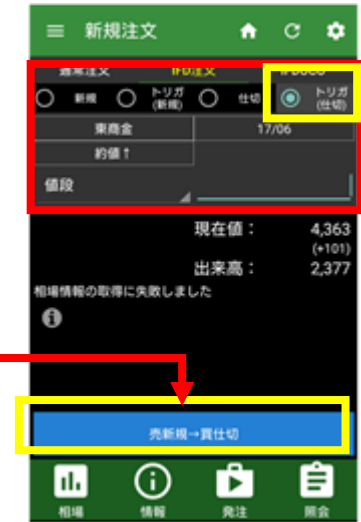 新規注文
通常注文 IFD注文 IFDOCO
新規 トリガ(新規) 仕切 トリガ(仕切)
東商金 17/06
約値↑
値段
現在値： 4,363
(+101)
出来高： 2,377
相場情報の取得に失敗しました
売新規→買仕切
相場 情報 発注 照会